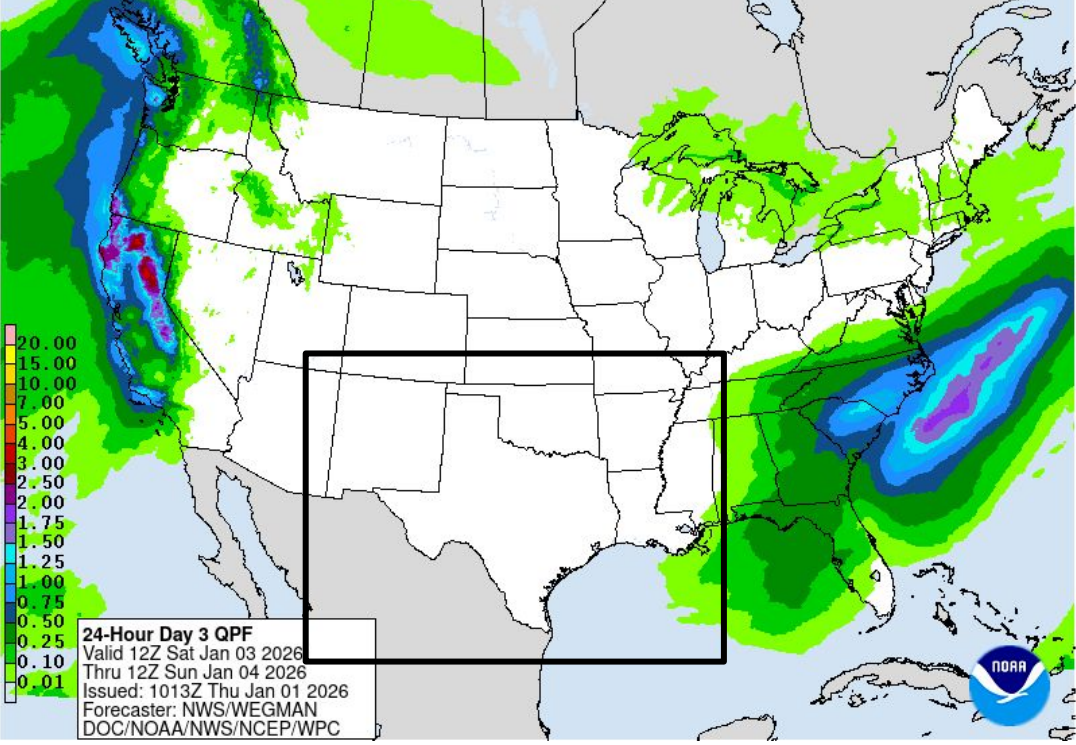 20.00
15.00
10.00
7.00
5.00
4.00
3.00
2.50
2.00
1.75
1.50
1.25
1.00
0.75
0.50
0.25
0.10
0.01
24-Hour Day 3 QPF
Valid 12Z Sat Jan 03 2026
Thru 12Z Sun Jan 04 2026
Issued: 1013Z Thu Jan 01 2026
Forecaster: NWS/WEGMAN
DOC/NOAA/NWS/NCEP/WPC
NOAA